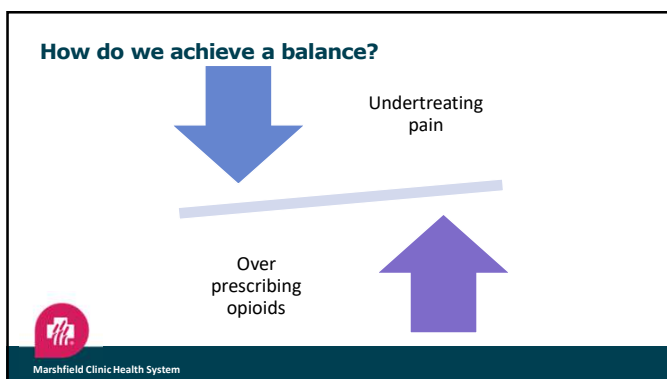 How do we achieve a balance?
Undertreating
pain
Over
prescribing
opioids
Marshfield Clinic Health System